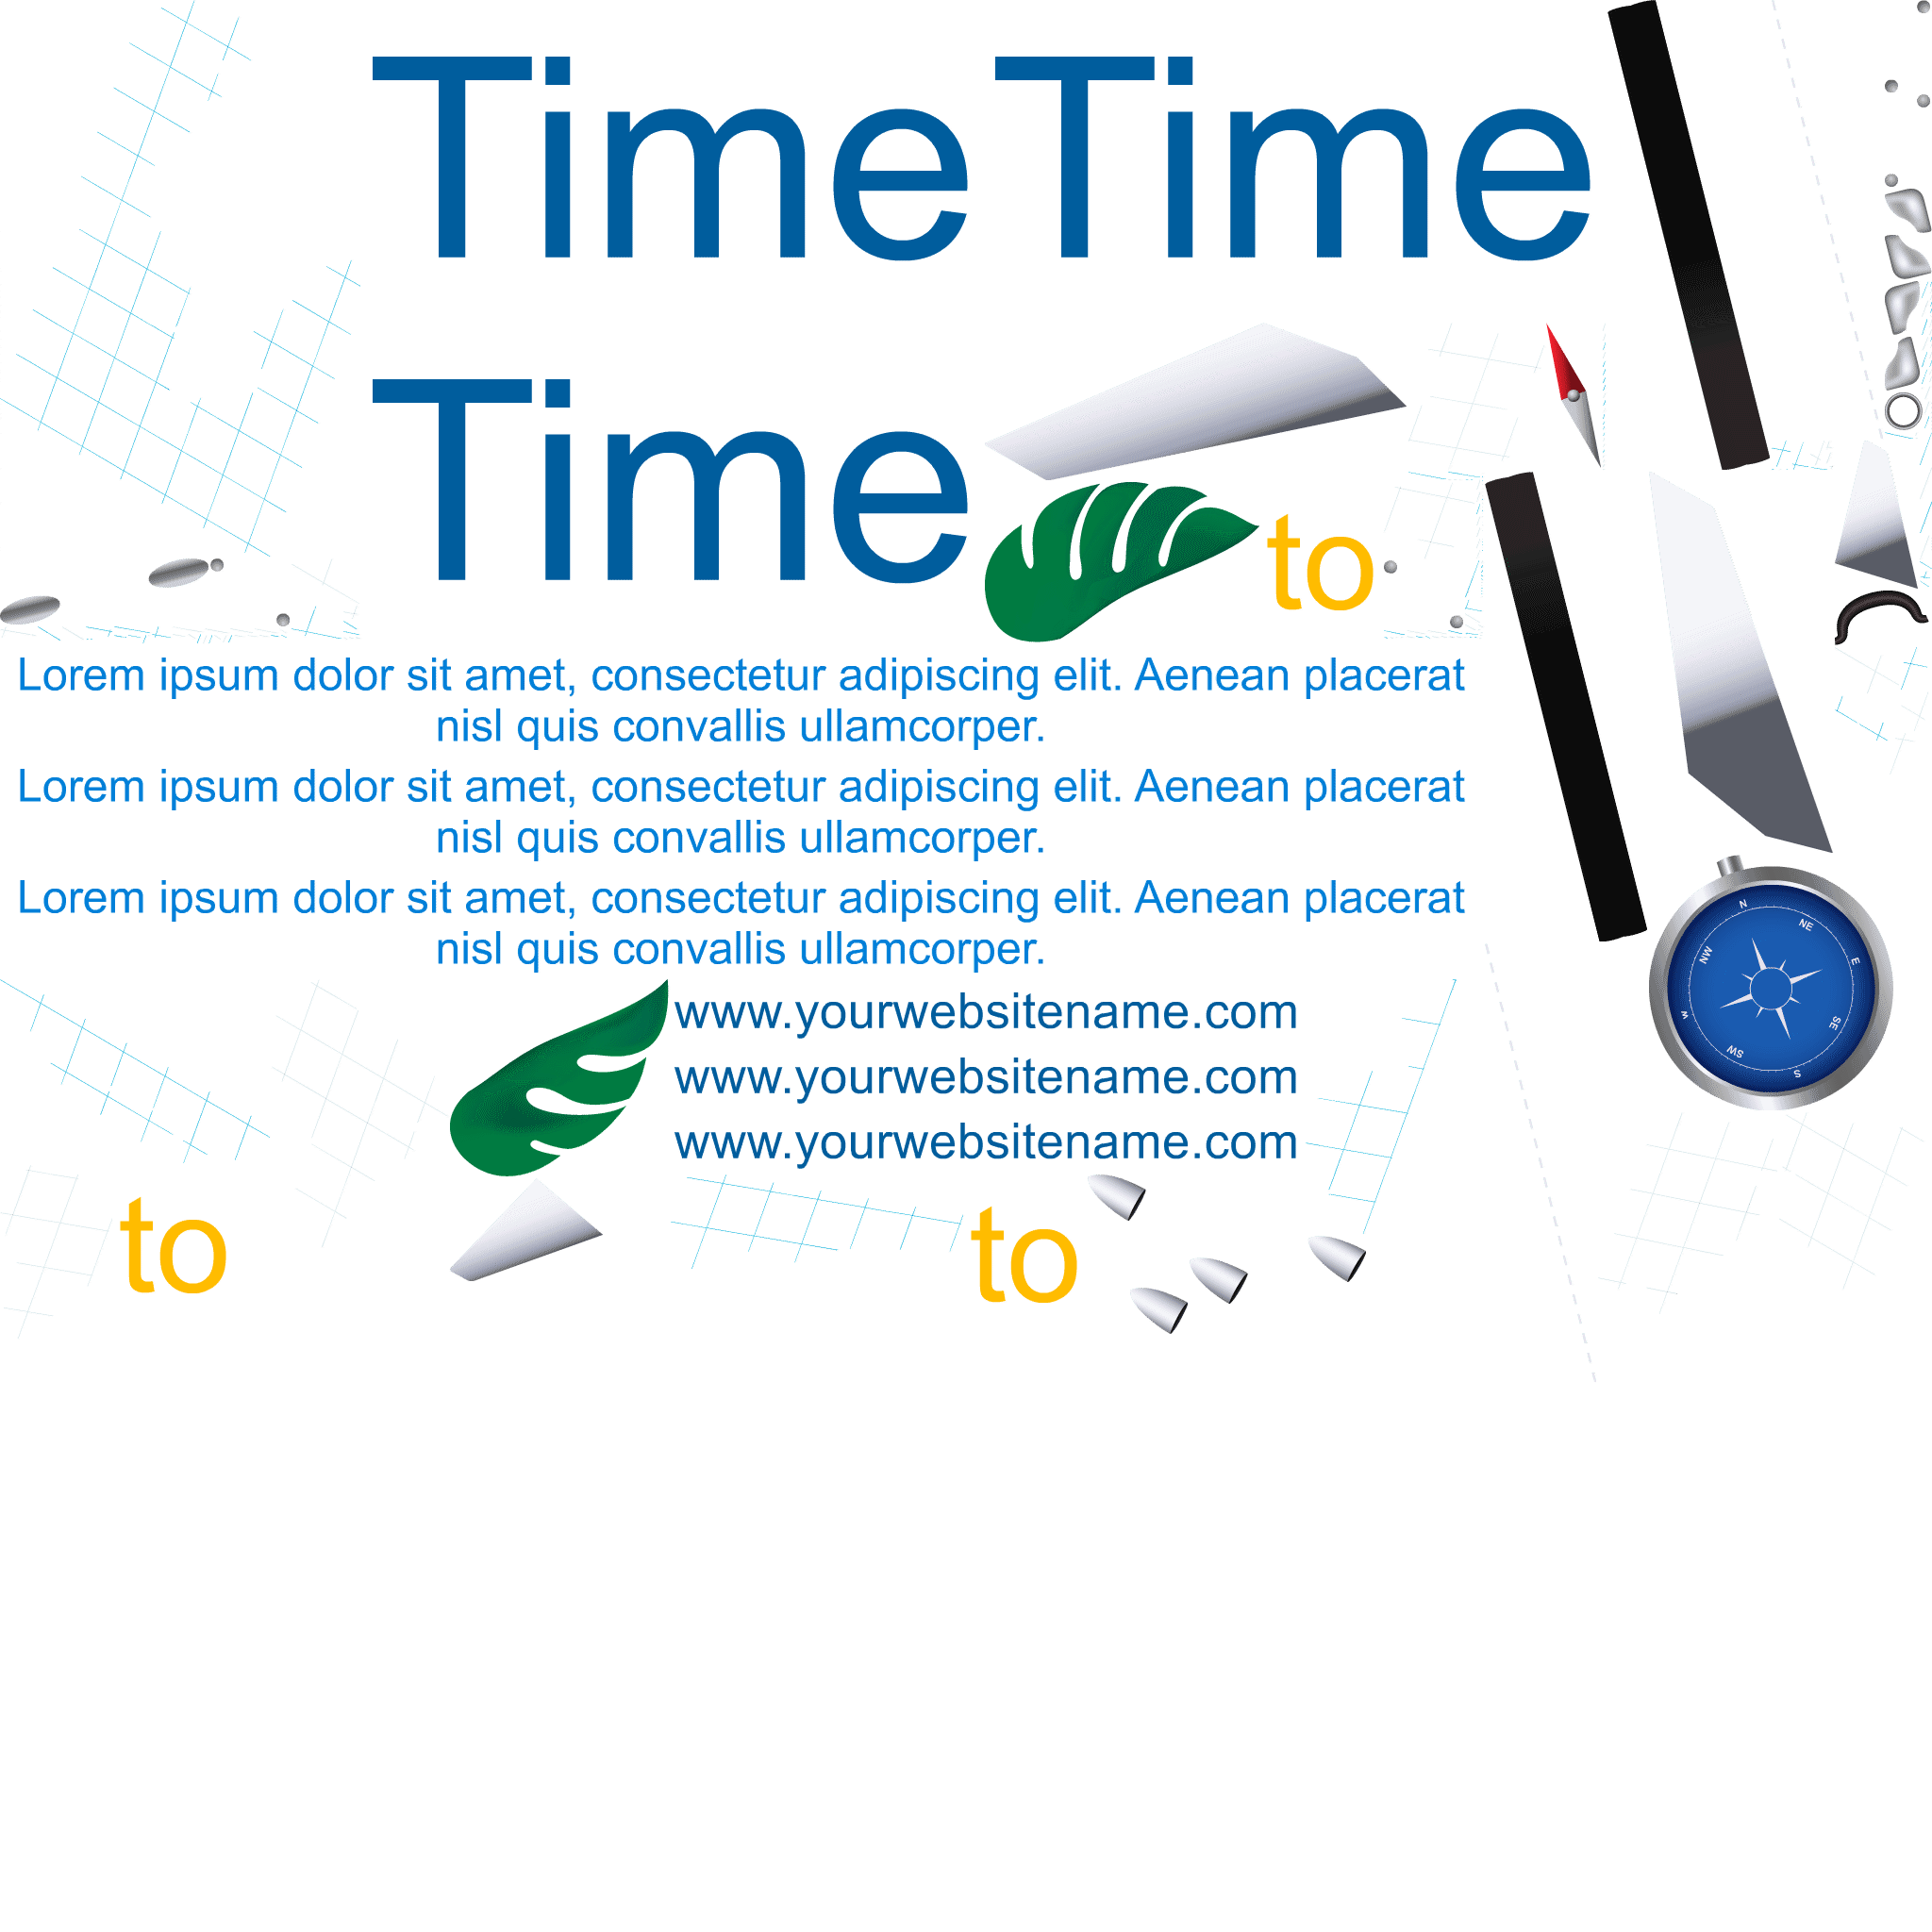 Time Time
Time
to
Lorem ipsum dolor sit amet, consectetur adipiscing elit. Aenean placerat
nisl quis convallis ullamcorper.
Lorem ipsum dolor sit amet, consectetur adipiscing elit. Aenean placerat
nisl quis convallis ullamcorper.
Lorem ipsum dolor sit amet, consectetur adipiscing elit. Aenean placerat
nisl quis convallis ullamcorper.
N
NE
E
SE
S
SW
W
NW
www.yourwebsitename.com
www.yourwebsitename.com
www.yourwebsitename.com
to
to